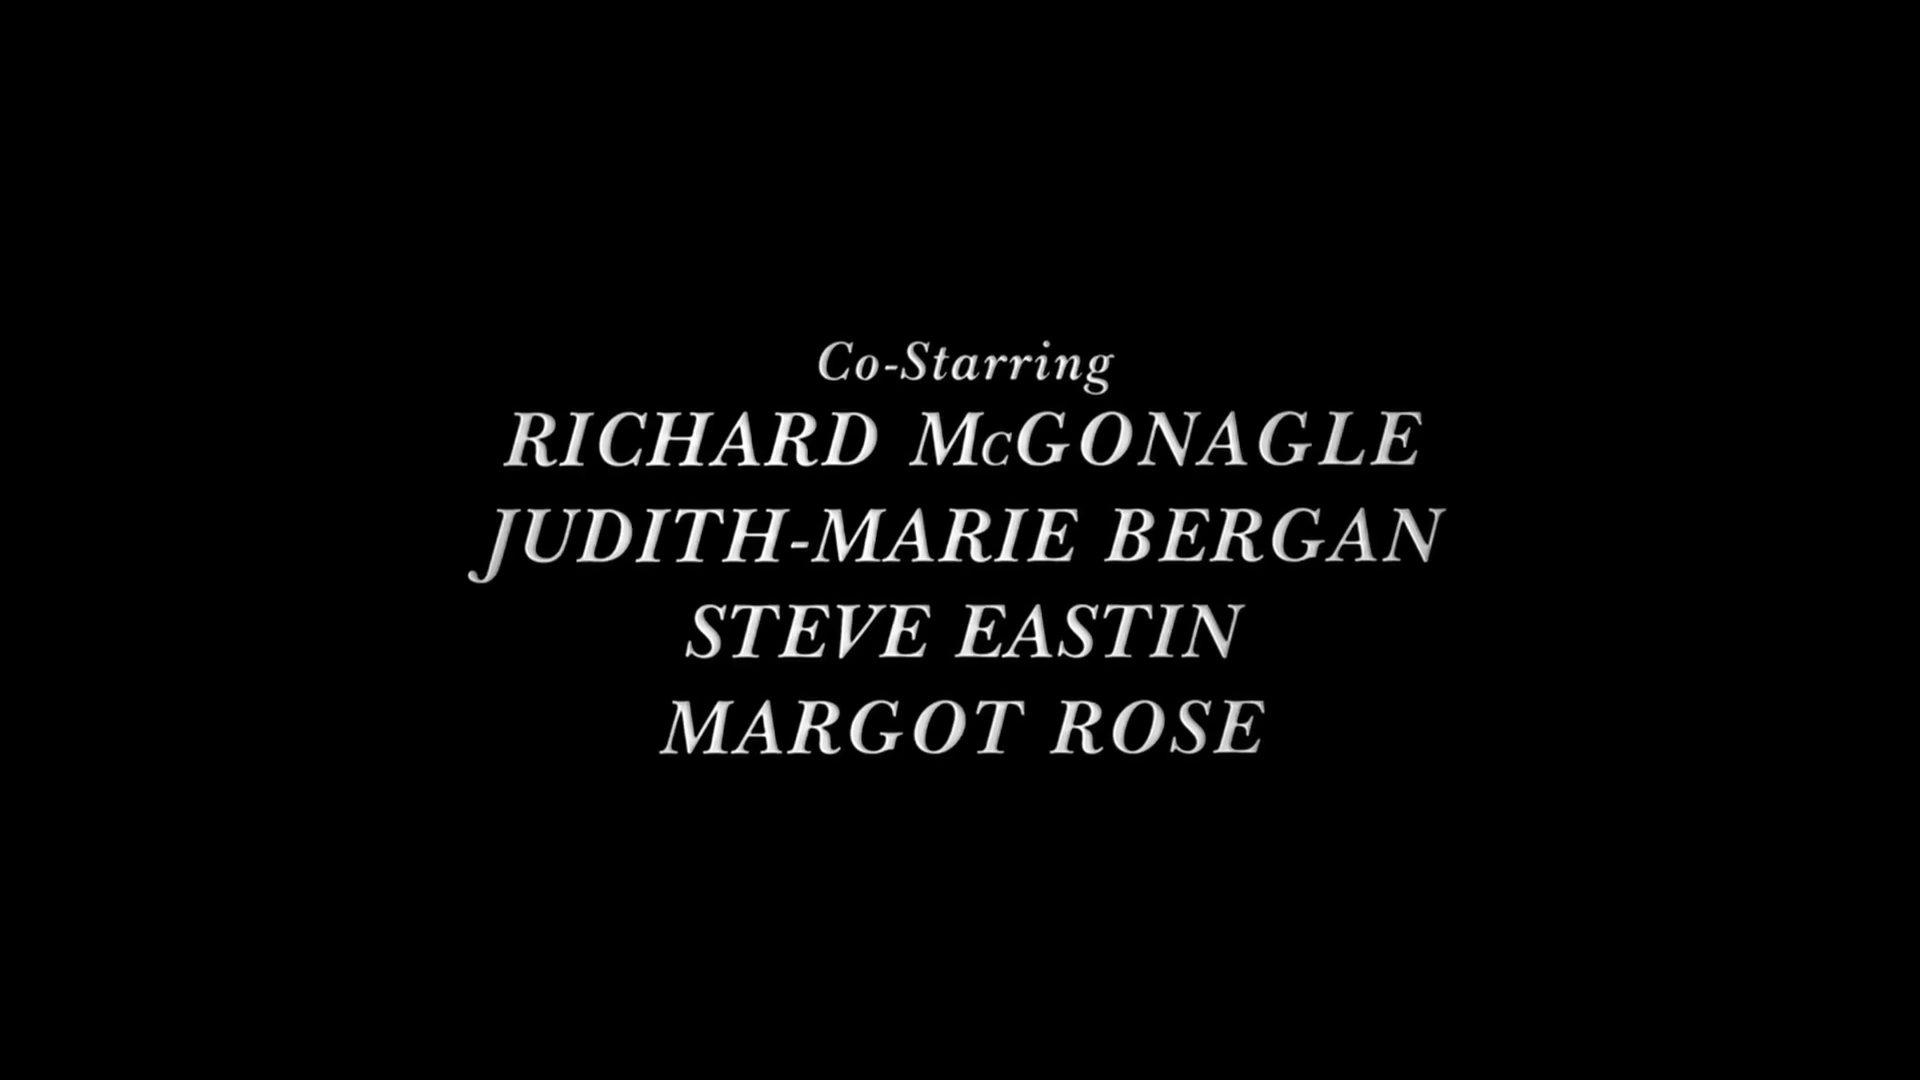 Co-Starring
RICHARD McGONAGLE
JUDITH-MARIE BERGAN
STEVE EASTIN
MARGOT ROSE